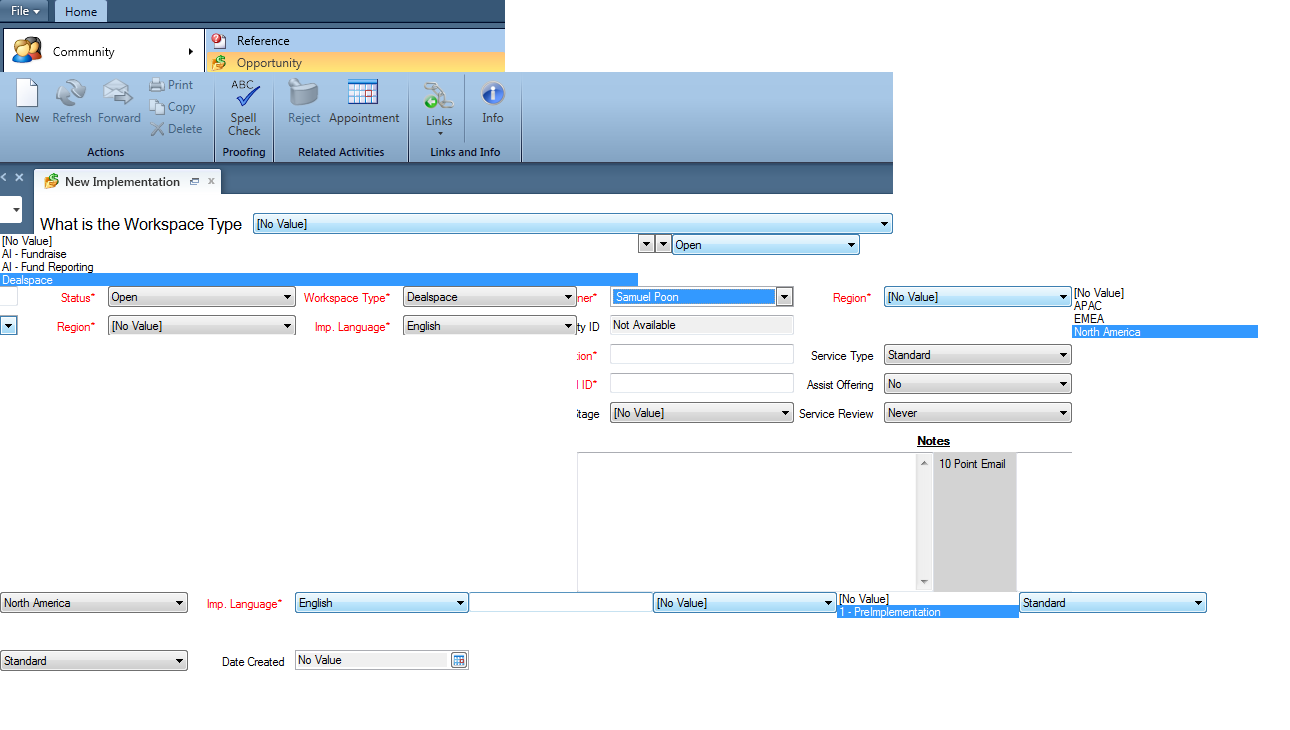 File Home
Community Reference
Opportunity
New Refresh Forward Print
Copy
Delete
ABC
Spell
Check
Reject Appointment Links Info
Actions Proofing Related Activities Links and Info
New Implementation
What is the Workspace Type [No Value]
[No Value]
Open
AI - Fundraise
AI - Fund Reporting
Dealspace
Status* Open Workspace Type* Dealspace ner* Samuel Poon Region* [No Value]
[No Value]
APAC
EMEA
North America
Region* [No Value] Imp. Language* English ty ID Not Available
tion* Service Type Standard
ID* Assist Offering No
Stage [No Value] Service Review Never
Notes
10 Point Email
North America Imp. Language* English [No Value] [No Value] Standard
1 - PreImplementation
Standard Date Created No Value